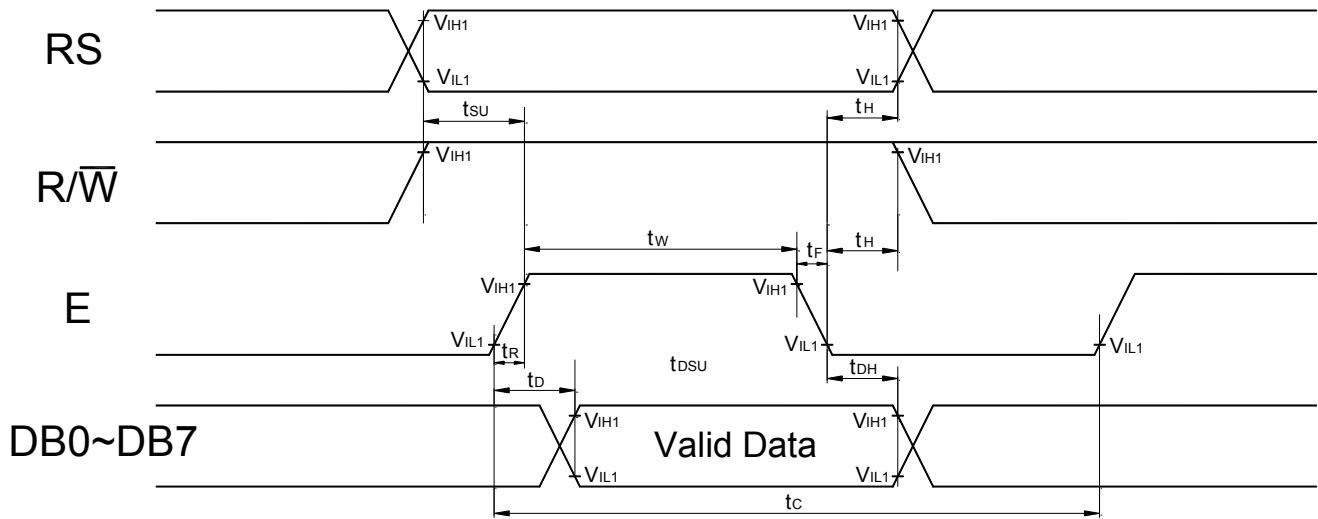 RS
VIH1
VIL1
VIH1
VIL1
tSU
tH
R/W̅
VIH1
VIH1
tW
tF
tH
E
VIH1
VIL1
VIH1
VIL1
VIL1
tR
tD
tDSU
tDH
DB0~DB7
VIH1
VIL1
Valid Data
VIH1
VIL1
tC